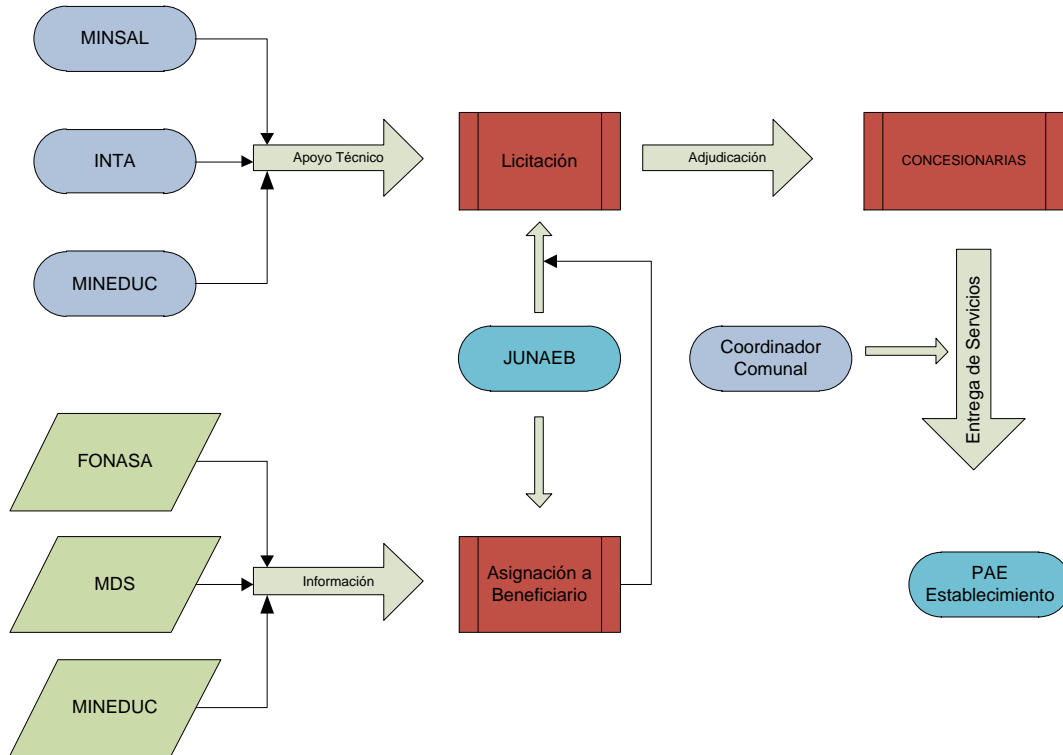 MINSAL
INTA
MINEDUC
Apoyo Técnico
Licitación
Adjudicación
CONCESIONARIAS
JUNAEB
Coordinador
Comunal
Entrega de Servicios
FONASA
MDS
MINEDUC
Información
Asignación a
Beneficiario
PAE
Establecimiento